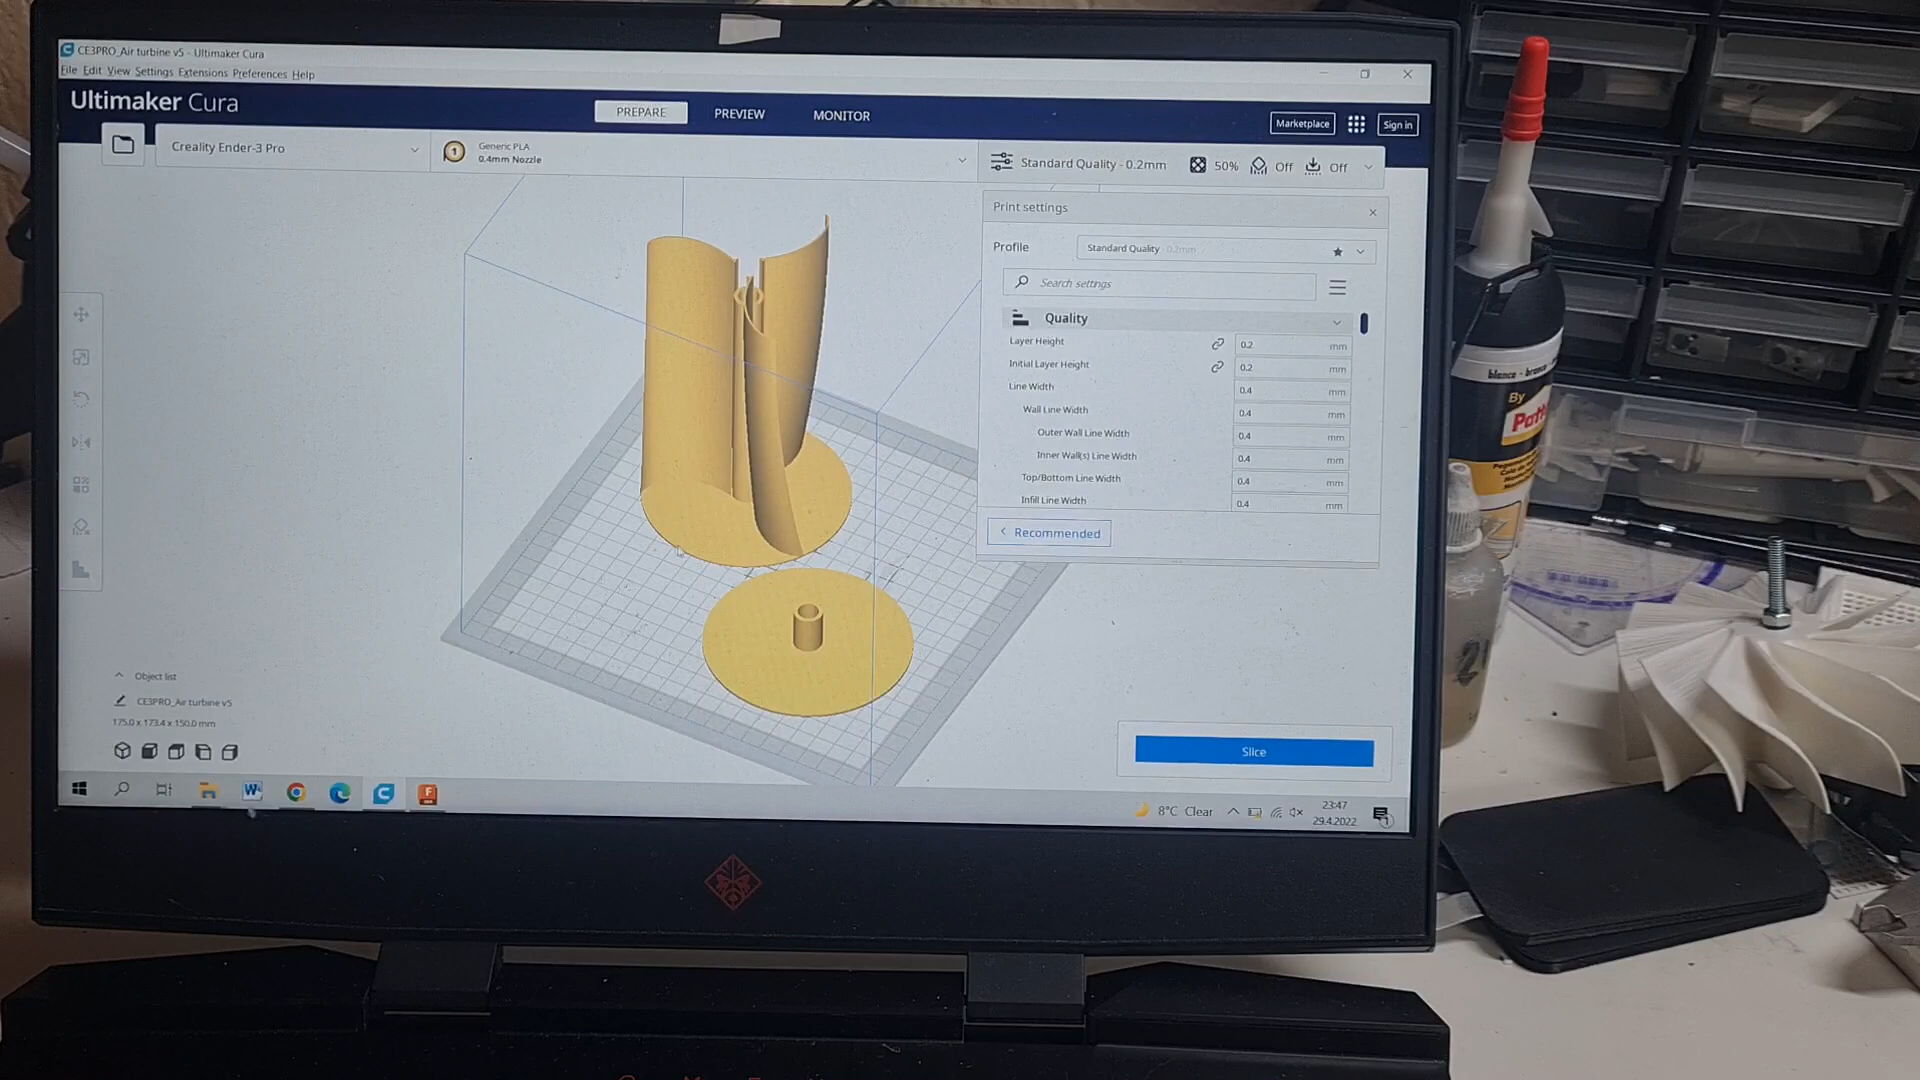 CE3PRO_Air turbine v5 - Ultimaker Cura
File Edit View Settings Extensions Preferences Help
Ultimaker Cura
PREPARE
PREVIEW
MONITOR
Marketplace
Sign in
Creality Ender-3 Pro
1
Generic PLA
0.4mm Nozzle
Standard Quality - 0.2mm
50%
Off
Off
Print settings
Profile
Standard Quality 0.2mm
Search settings
Quality
Layer Height 0.2 mm
Initial Layer Height 0.2 mm
Line Width 0.4 mm
Wall Line Width 0.4 mm
Outer Wall Line Width 0.4 mm
Inner Wall(s) Line Width 0.4 mm
Top/Bottom Line Width 0.4 mm
Infill Line Width 0.4 mm
Recommended
Object list
CE3PRO_Air turbine v5
175.0 x 173.4 x 150.0 mm
Slice
8°C Clear
23:47
29.4.2022
blanco
By